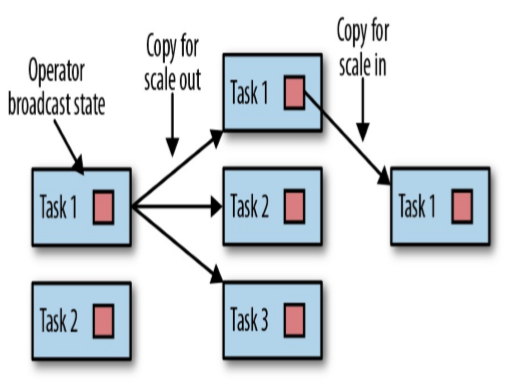 Operator
broadcast state
Copy for
scale out
Copy for
scale in
Task 1
Task 2
Task 1
Task 2
Task 3
Task 1